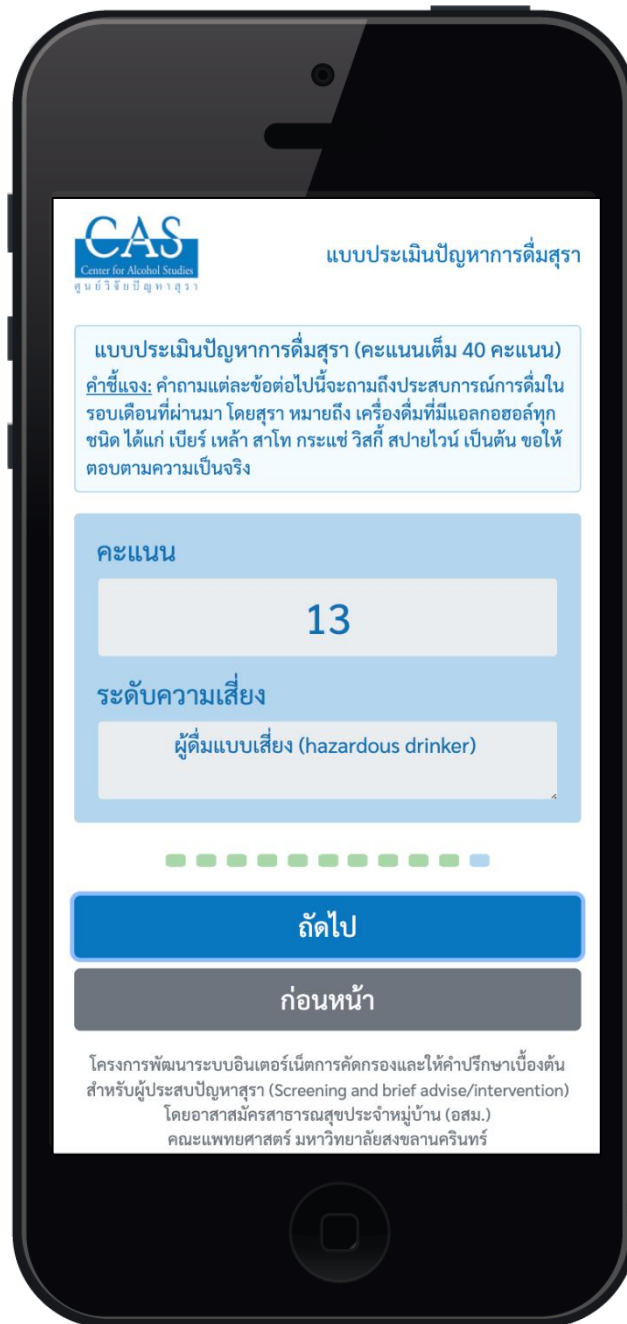 CAS
Center for Alcohol Studies
ศูนย์วิจัยปัญหาสุรา
แบบประเมินปัญหาการดื่มสุรา
แบบประเมินปัญหาการดื่มสุรา (คะแนนเต็ม 40 คะแนน)
คำชี้แจง: คำถามแต่ละข้อต่อไปนี้จะถามถึงประสบการณ์การดื่มใน
รอบเดือนที่ผ่านมา โดยสุรา หมายถึง เครื่องดื่มที่มีแอลกอฮอล์ทุก
ชนิด ได้แก่ เบียร์ เหล้า สาโท กระแช่ วิสกี้ สปายไวน์ เป็นต้น ขอให้
ตอบตามความเป็นจริง
คะแนน
13
ระดับความเสี่ยง
ผู้ดื่มแบบเสี่ยง (hazardous drinker)
ถัดไป
ก่อนหน้า
โครงการพัฒนาระบบอินเตอร์เน็ตการคัดกรองและให้คำปรึกษาเบื้องต้น
สำหรับผู้ประสบปัญหาสุรา (Screening and brief advise/intervention)
โดยอาสาสมัครสาธารณสุขประจำหมู่บ้าน (อสม.)
คณะแพทยศาสตร์ มหาวิทยาลัยสงขลานครินทร์